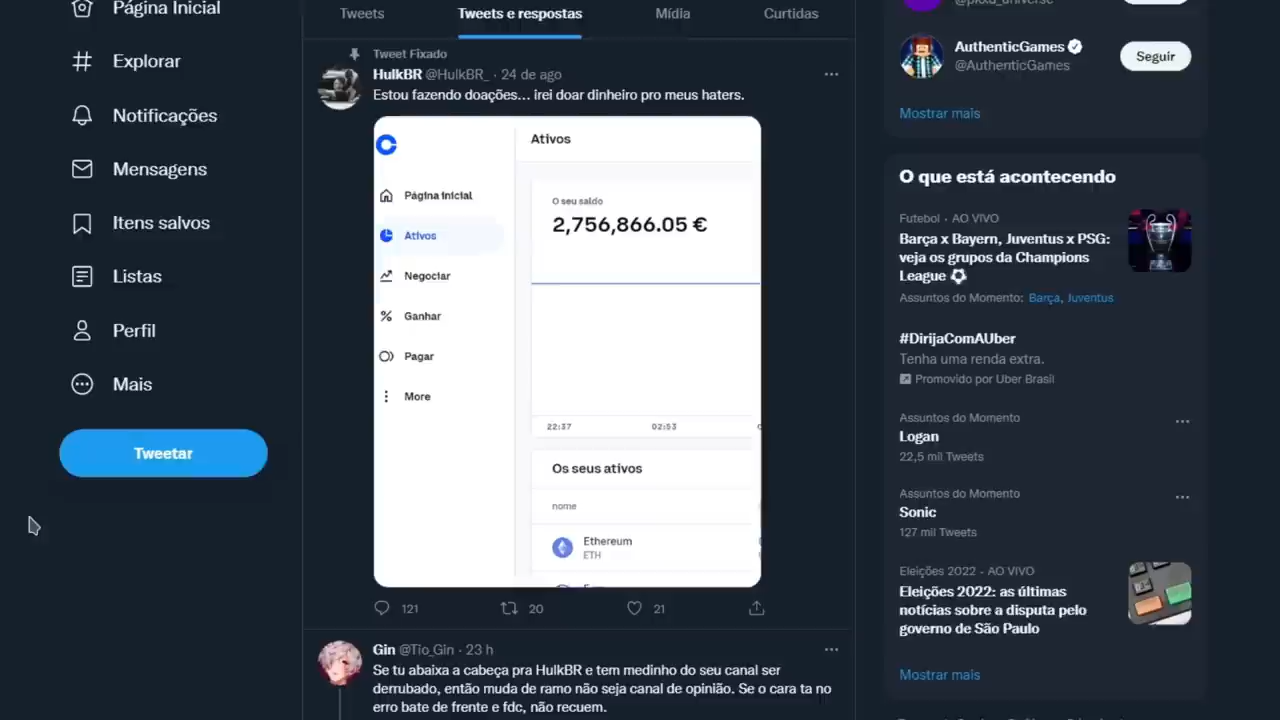 Página Inicial
Explorar
Notificações
Mensagens
Itens salvos
Listas
Perfil
Mais
Tweetar
Tweets
Tweets e respostas
Mídia
Curtidas
Tweet Fixado
HulkBR @HulkBR_ · 24 de ago
Estou fazendo doações... irei doar dinheiro pro meus haters.
Página inicial
Ativos
Negociar
Ganhar
Pagar
More
Ativos
O seu saldo
2,756,866.05 €
22:37
02:53
Os seus ativos
nome
Ethereum
ETH
121
20
21
Gin @Tio_Gin · 23 h
Se tu abaixa a cabeça pra HulkBR e tem medinho do seu canal ser
derrubado, então muda de ramo não seja canal de opinião. Se o cara ta no
erro bate de frente e fdc, não recuem.
AuthenticGames
@AuthenticGames
Seguir
Mostrar mais
O que está acontecendo
Futebol · AO VIVO
Barça x Bayern, Juventus x PSG:
veja os grupos da Champions
League
Assuntos do Momento: Barça, Juventus
#DirijaComAUber
Tenha uma renda extra.
Promovido por Uber Brasil
Assuntos do Momento
Logan
22,5 mil Tweets
Assuntos do Momento
Sonic
127 mil Tweets
Eleições 2022 · AO VIVO
Eleições 2022: as últimas
notícias sobre a disputa pelo
governo de São Paulo
Mostrar mais